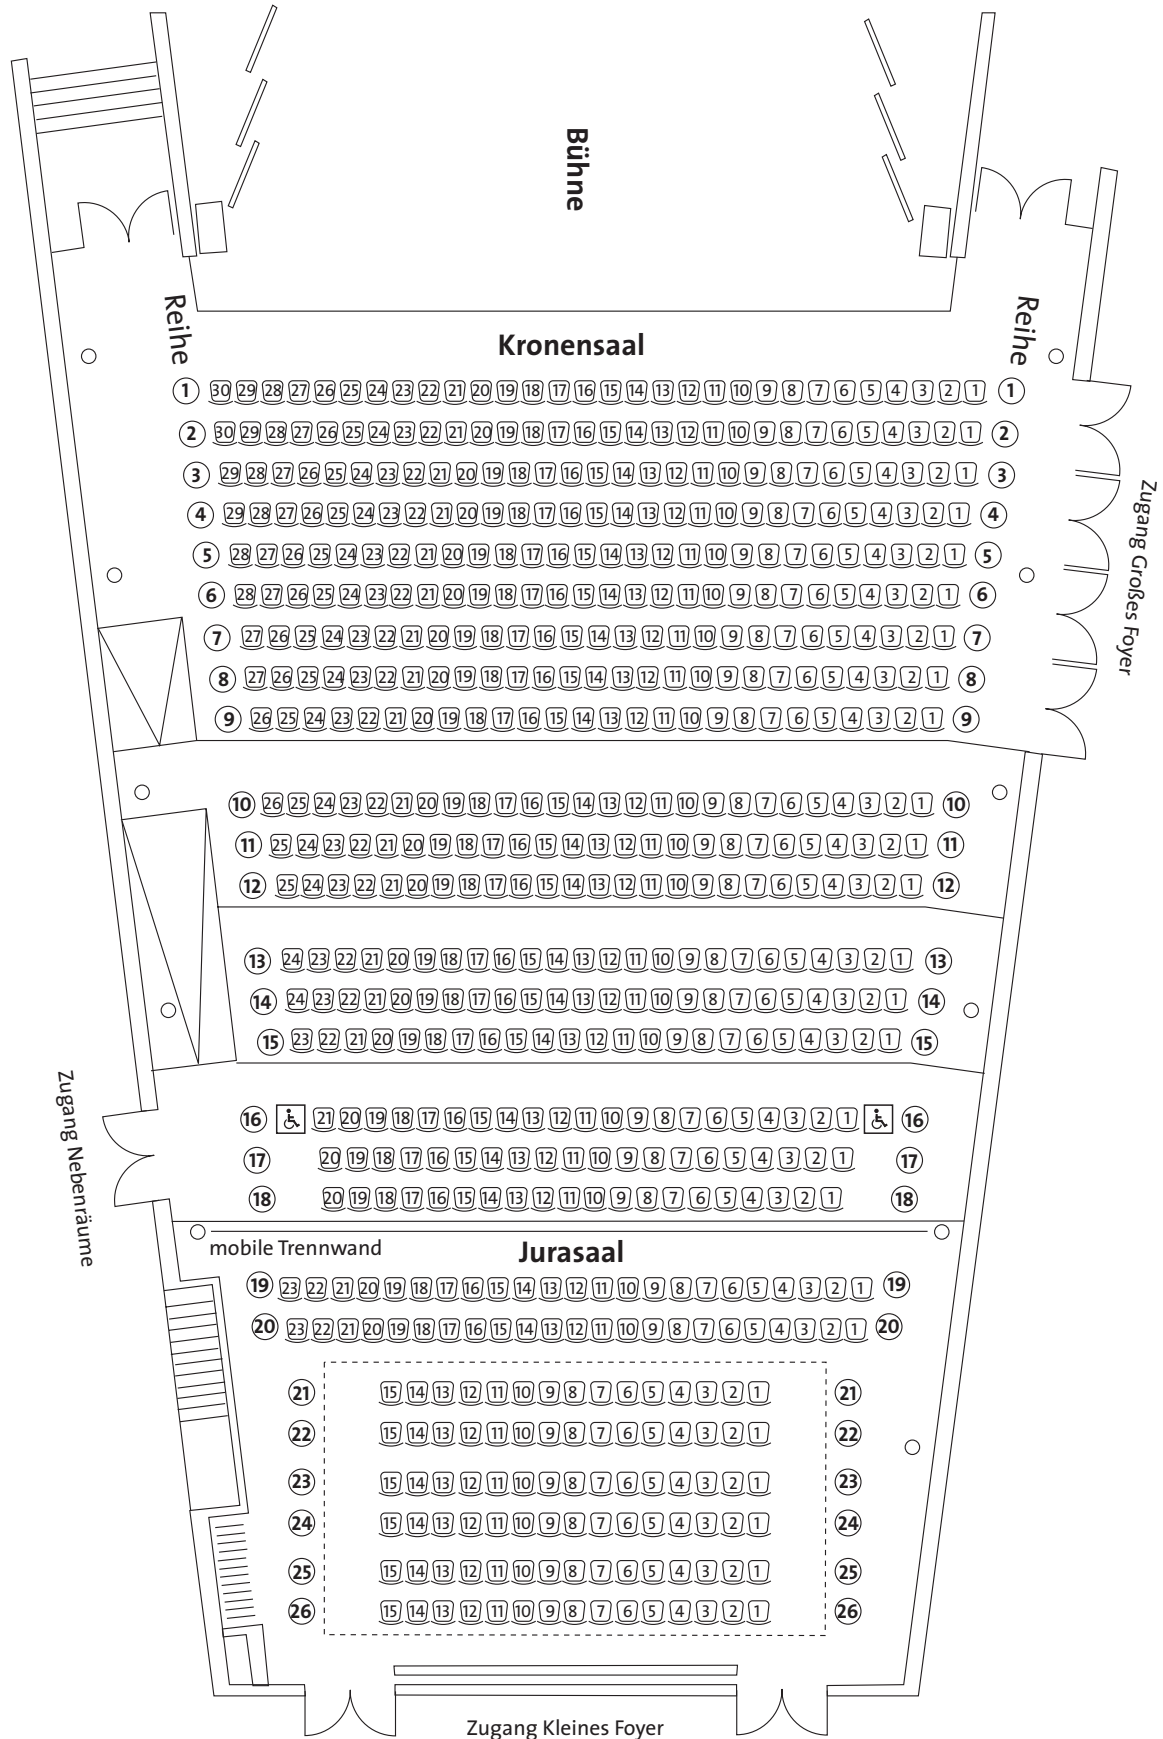 Bühne
Reihe
Reihe
Kronensaal
1 30 29 28 27 26 25 24 23 22 21 20 19 18 17 16 15 14 13 12 11 10 9 8 7 6 5 4 3 2 1 1
2 30 29 28 27 26 25 24 23 22 21 20 19 18 17 16 15 14 13 12 11 10 9 8 7 6 5 4 3 2 1 2
3 29 28 27 26 25 24 23 22 21 20 19 18 17 16 15 14 13 12 11 10 9 8 7 6 5 4 3 2 1 3
4 29 28 27 26 25 24 23 22 21 20 19 18 17 16 15 14 13 12 11 10 9 8 7 6 5 4 3 2 1 4
5 28 27 26 25 24 23 22 21 20 19 18 17 16 15 14 13 12 11 10 9 8 7 6 5 4 3 2 1 5
6 28 27 26 25 24 23 22 21 20 19 18 17 16 15 14 13 12 11 10 9 8 7 6 5 4 3 2 1 6
7 27 26 25 24 23 22 21 20 19 18 17 16 15 14 13 12 11 10 9 8 7 6 5 4 3 2 1 7
8 27 26 25 24 23 22 21 20 19 18 17 16 15 14 13 12 11 10 9 8 7 6 5 4 3 2 1 8
9 26 25 24 23 22 21 20 19 18 17 16 15 14 13 12 11 10 9 8 7 6 5 4 3 2 1 9
Zugang Großes Foyer
10 26 25 24 23 22 21 20 19 18 17 16 15 14 13 12 11 10 9 8 7 6 5 4 3 2 1 10
11 25 24 23 22 21 20 19 18 17 16 15 14 13 12 11 10 9 8 7 6 5 4 3 2 1 11
12 25 24 23 22 21 20 19 18 17 16 15 14 13 12 11 10 9 8 7 6 5 4 3 2 1 12
13 24 23 22 21 20 19 18 17 16 15 14 13 12 11 10 9 8 7 6 5 4 3 2 1 13
14 24 23 22 21 20 19 18 17 16 15 14 13 12 11 10 9 8 7 6 5 4 3 2 1 14
15 23 22 21 20 19 18 17 16 15 14 13 12 11 10 9 8 7 6 5 4 3 2 1 15
16 21 20 19 18 17 16 15 14 13 12 11 10 9 8 7 6 5 4 3 2 1 16
17 20 19 18 17 16 15 14 13 12 11 10 9 8 7 6 5 4 3 2 1 17
18 20 19 18 17 16 15 14 13 12 11 10 9 8 7 6 5 4 3 2 1 18
Zugang Nebenräume
mobile Trennwand
Jurasaal
19 23 22 21 20 19 18 17 16 15 14 13 12 11 10 9 8 7 6 5 4 3 2 1 19
20 23 22 21 20 19 18 17 16 15 14 13 12 11 10 9 8 7 6 5 4 3 2 1 20
21 15 14 13 12 11 10 9 8 7 6 5 4 3 2 1 21
22 15 14 13 12 11 10 9 8 7 6 5 4 3 2 1 22
23 15 14 13 12 11 10 9 8 7 6 5 4 3 2 1 23
24 15 14 13 12 11 10 9 8 7 6 5 4 3 2 1 24
25 15 14 13 12 11 10 9 8 7 6 5 4 3 2 1 25
26 15 14 13 12 11 10 9 8 7 6 5 4 3 2 1 26
Zugang Kleines Foyer